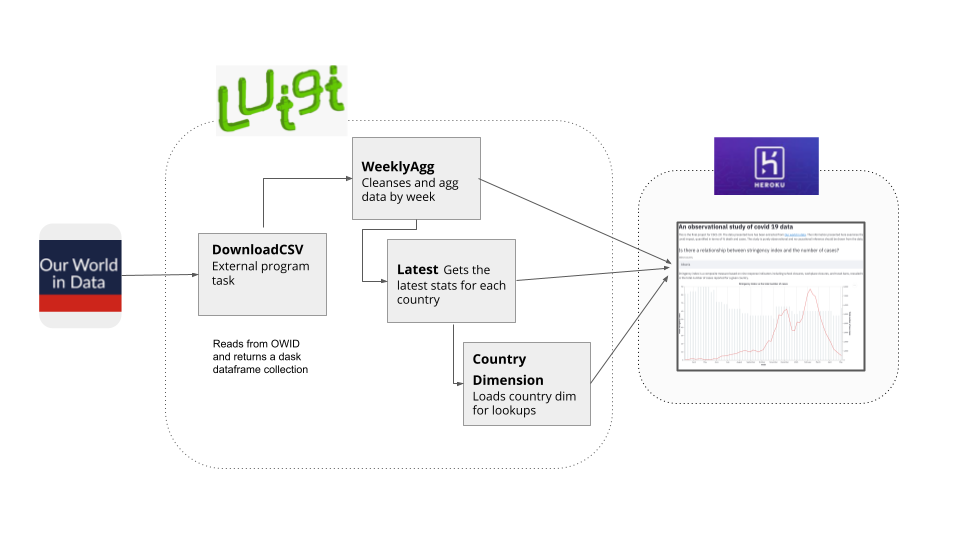 Luigi
WeeklyAgg
Cleanses and agg
data by week
HEROKU
DownloadCSV
External program
task
Our World
in Data
Latest Gets the
latest stats for each
country
Reads from OWID
and returns a dask
dataframe collection
Country
Dimension
Loads country dim
for lookups
An observational study of covid 19 data
Is there a relationship between stringency index and the number of cases?